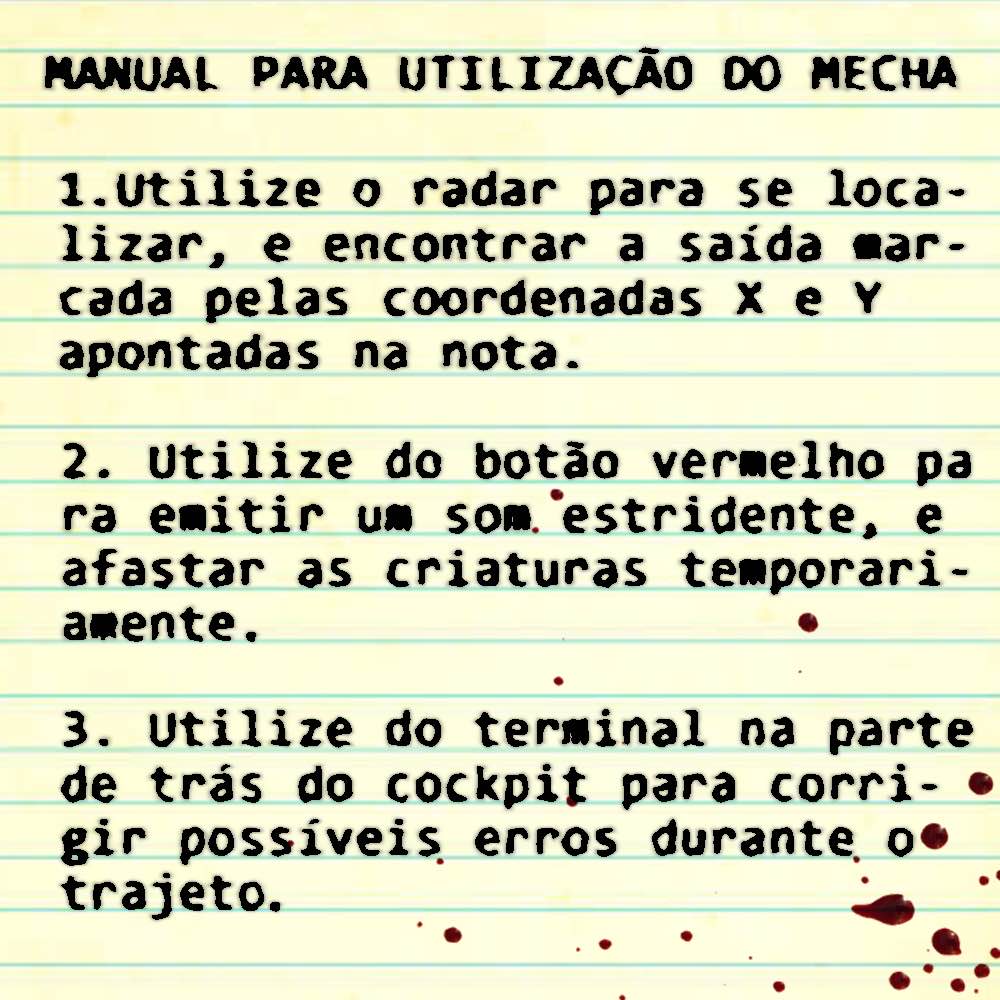 MANUAL PARA UTILIZAÇÃO DO MECHA
1.Utilize o radar para se loca-
lizar, e encontrar a saída mar-
cada pelas coordenadas X e Y
apontadas na nota.
2. Utilize do botão vermelho pa
ra emitir um som estridente, e
afastar as criaturas temporari-
amente.
3. Utilize do terminal na parte
de trás do cockpit para corri-
gir possíveis erros durante o
trajeto.